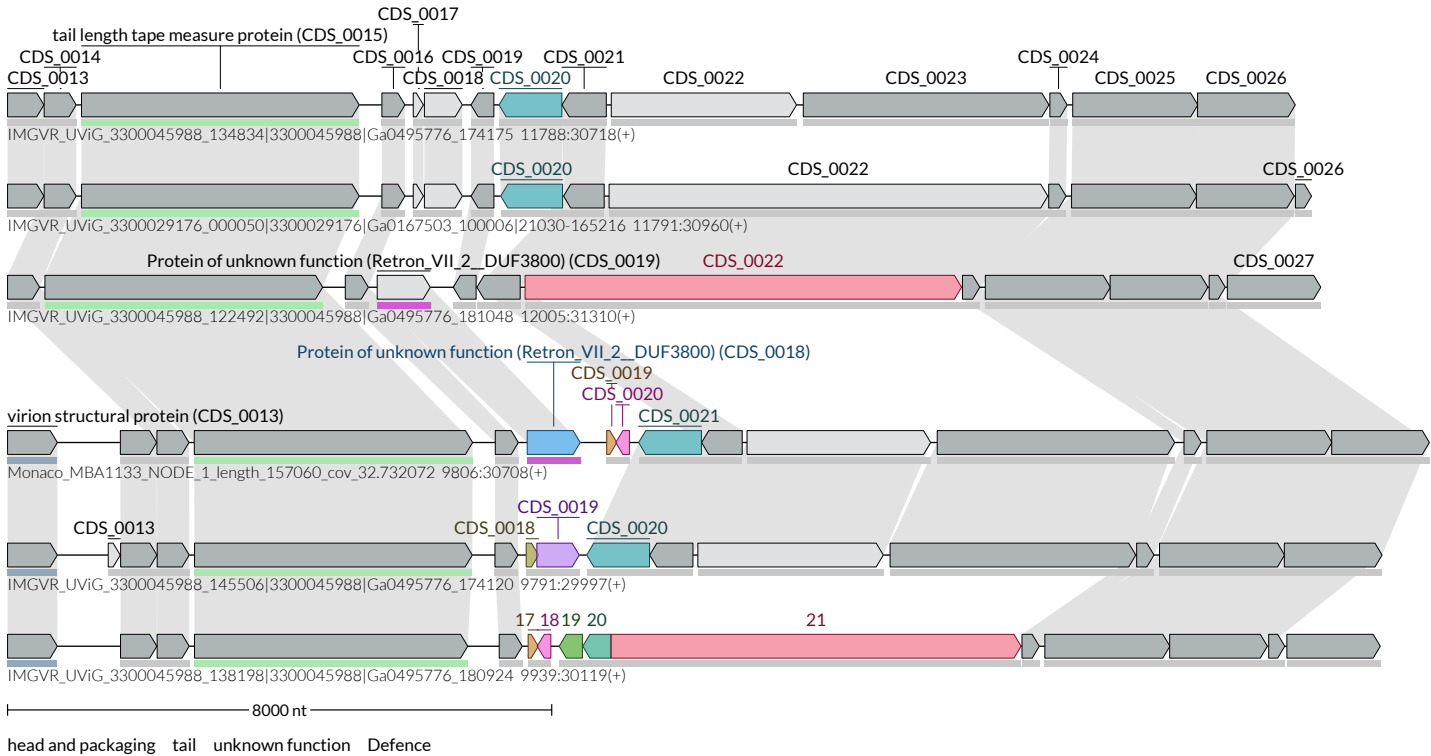 CDS_0017
tail length tape measure protein (CDS_0015)
CDS_0014 CDS_0016 CDS_0019 CDS_0021 CDS_0024
CDS_0013 CDS_0018 CDS_0020 CDS_0022 CDS_0023 CDS_0025 CDS_0026
IMGVR_UViG_3300045988_134834|3300045988|Ga0495776_174175 11788:30718(+)
CDS_0020 CDS_0022 CDS_0026
IMGVR_UViG_3300029176_000050|3300029176|Ga0167503_100006|21030-165216 11791:30960(+)
Protein of unknown function (Retron_VII_2__DUF3800) (CDS_0019) CDS_0022 CDS_0027
IMGVR_UViG_3300045988_122492|3300045988|Ga0495776_181048 12005:31310(+)
Protein of unknown function (Retron_VII_2__DUF3800) (CDS_0018)
CDS_0019
CDS_0020
virion structural protein (CDS_0013) CDS_0021
Monaco_MBA1133_NODE_1_length_157060_cov_32.732072 9806:30708(+)
CDS_0019
CDS_0013 CDS_0018 CDS_0020
IMGVR_UViG_3300045988_145506|3300045988|Ga0495776_174120 9791:29997(+)
17 18 19 20 21
IMGVR_UViG_3300045988_138198|3300045988|Ga0495776_180924 9939:30119(+)
8000 nt
head and packaging tail unknown function Defence